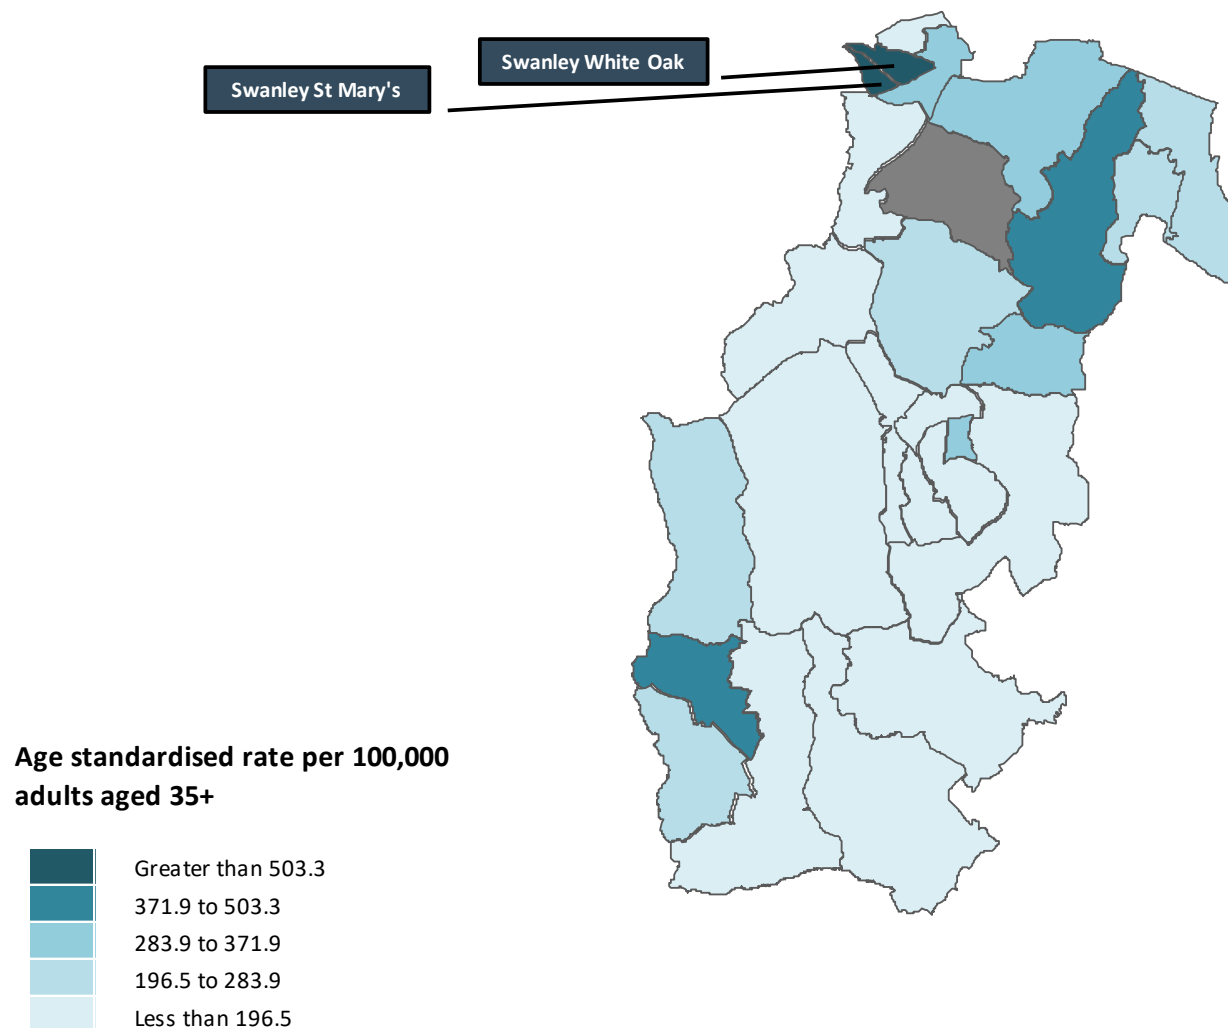 Swanley White Oak
Swanley St Mary's
Age standardised rate per 100,000
adults aged 35+
Greater than 503.3
371.9 to 503.3
283.9 to 371.9
196.5 to 283.9
Less than 196.5